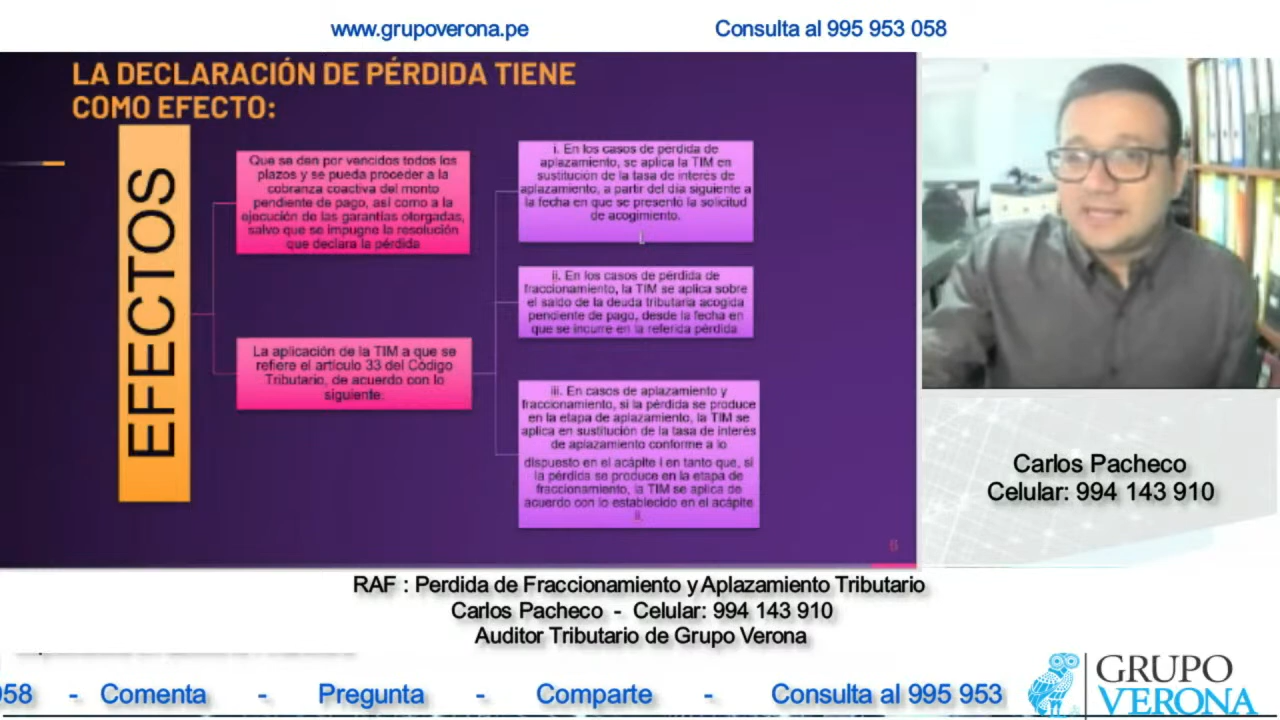 www.grupoverona.pe
Consulta al 995 953 058
LA DECLARACIÓN DE PÉRDIDA TIENE
COMO EFECTO:
EFECTOS
Que se den por vencidos todos los
plazos y se pueda proceder a la
cobranza coactiva del monto
pendiente de pago, así como a la
ejecución de las garantías otorgadas,
salvo que se impugne la resolución
que declara la pérdida
La aplicación de la TIM a que se
refiere el artículo 33 del Código
Tributario, de acuerdo con lo
siguiente:
i. En los casos de perdida de
aplazamiento, se aplica la TIM en
sustitución de la tasa de interés de
aplazamiento, a partir del día siguiente a
la fecha en que se presentó la solicitud
de acogimiento.
ii. En los casos de pérdida de
fraccionamiento, la TIM se aplica sobre
el saldo de la deuda tributaria acogida
pendiente de pago, desde la fecha en
que se incurre en la referida pérdida
iii. En casos de aplazamiento y
fraccionamiento, si la pérdida se produce
en la etapa de aplazamiento, la TIM se
aplica en sustitución de la tasa de interés
de aplazamiento conforme a lo
dispuesto en el acápite i en tanto que, si
la pérdida se produce en la etapa de
fraccionamiento, la TIM se aplica de
acuerdo con lo establecido en el acápite
ii.
Carlos Pacheco
Celular: 994 143 910
RAF : Perdida de Fraccionamiento y Aplazamiento Tributario
Carlos Pacheco - Celular: 994 143 910
Auditor Tributario de Grupo Verona
058 - Comenta - Pregunta - Comparte - Consulta al 995 953
GRUPO
VERONA